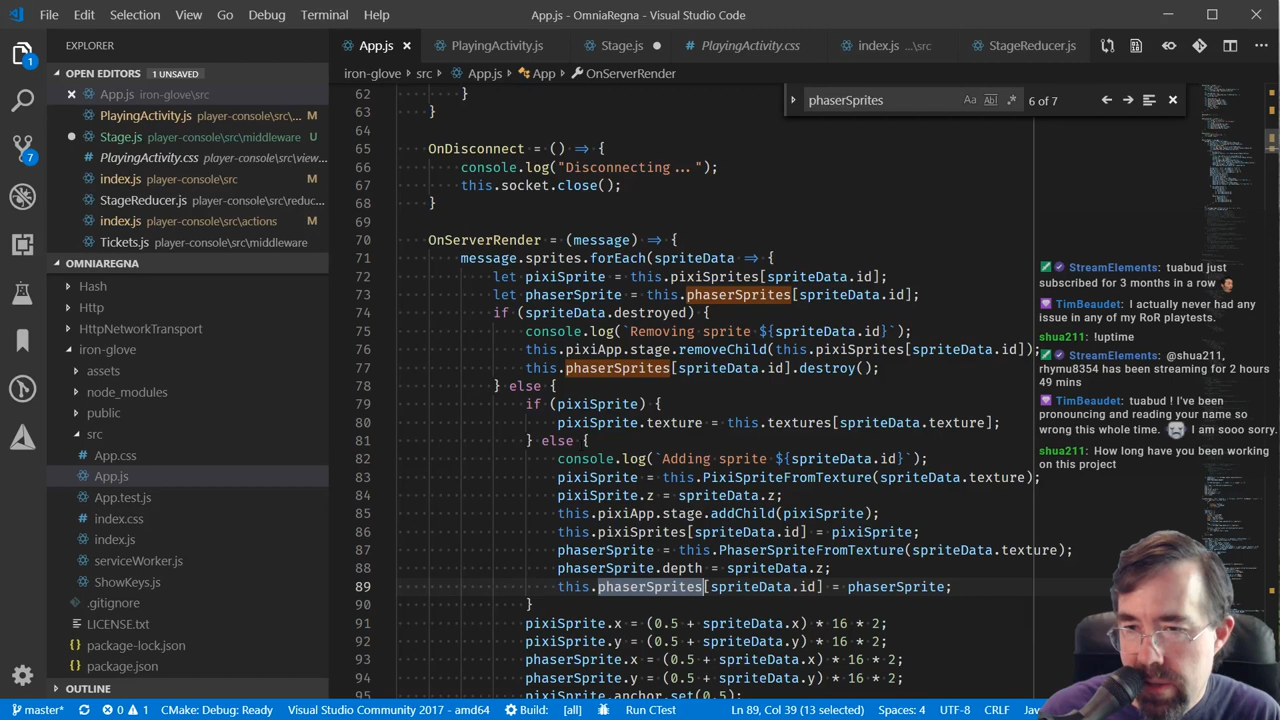 File Edit Selection View Go Debug Terminal Help
App.js - OmniaRegna - Visual Studio Code
EXPLORER
App.js × PlayingActivity.js Stage.js PlayingActivity.css index.js ...\src StageReducer.js
OPEN EDITORS 1 UNSAVED
iron-glove > src > App.js > App > OnServerRender
App.js iron-glove\src
PlayingActivity.js player-console\src\... M
Stage.js player-console\src\middleware U
PlayingActivity.css player-console\src\view...
index.js player-console\src M
StageReducer.js player-console\src\reduc...
index.js player-console\src\actions M
Tickets.js player-console\src\middleware
OMNIAREGNA
Hash
Http
HttpNetworkTransport
iron-glove
assets
node_modules
public
src
App.css
App.js
App.test.js
index.css
index.js
serviceWorker.js
ShowKeys.js
.gitignore
LICENSE.txt
package-lock.json
package.json
OUTLINE
1
7
phaserSprites Aa Abl .* 6 of 7
62 }
63 }
64
65 OnDisconnect = () => {
66 console.log("Disconnecting...");
67 this.socket.close();
68 }
69
70 OnServerRender = (message) => {
71 message.sprites.forEach(spriteData => {
72 let pixiSprite = this.pixiSprites[spriteData.id];
73 let phaserSprite = this.phaserSprites[spriteData.id];
74 if (spriteData.destroyed) {
75 console.log(`Removing sprite ${spriteData.id}`);
76 this.pixiApp.stage.removeChild(this.pixiSprites[spriteData.id]);
77 this.phaserSprites[spriteData.id].destroy();
78 } else {
79 if (pixiSprite) {
80 pixiSprite.texture = this.textures[spriteData.texture];
81 } else {
82 console.log(`Adding sprite ${spriteData.id}`);
83 pixiSprite = this.PixiSpriteFromTexture(spriteData.texture);
84 pixiSprite.z = spriteData.z;
85 this.pixiApp.stage.addChild(pixiSprite);
86 this.pixiSprites[spriteData.id] = pixiSprite;
87 phaserSprite = this.PhaserSpriteFromTexture(spriteData.texture);
88 phaserSprite.depth = spriteData.z;
89 this.phaserSprites[spriteData.id] = phaserSprite;
90 }
91 pixiSprite.x = (0.5 + spriteData.x) * 16 * 2;
92 pixiSprite.y = (0.5 + spriteData.y) * 16 * 2;
93 phaserSprite.x = (0.5 + spriteData.x) * 16 * 2;
94 phaserSprite.y = (0.5 + spriteData.y) * 16 * 2;
95 pixiSprite.anchor.set(0.5);
StreamElements: tuabud just
subscribed for 3 months in a row
TimBeaudet: I actually never had any
issue in any of my RoR playtests.
shua211: !uptime
StreamElements: @shua211,
rhymu8354 has been streaming for 2 hours
49 mins
TimBeaudet: tuabud ! I've been
pronouncing and reading your name so
wrong this whole time. I am sooo sorry.
shua211: How long have you been working
on this project
master* 0 1 CMake: Debug: Ready Visual Studio Community 2017 - amd64 Build: [all] Run CTest Ln 89, Col 39 (13 selected) Spaces: 4 UTF-8 CRLF